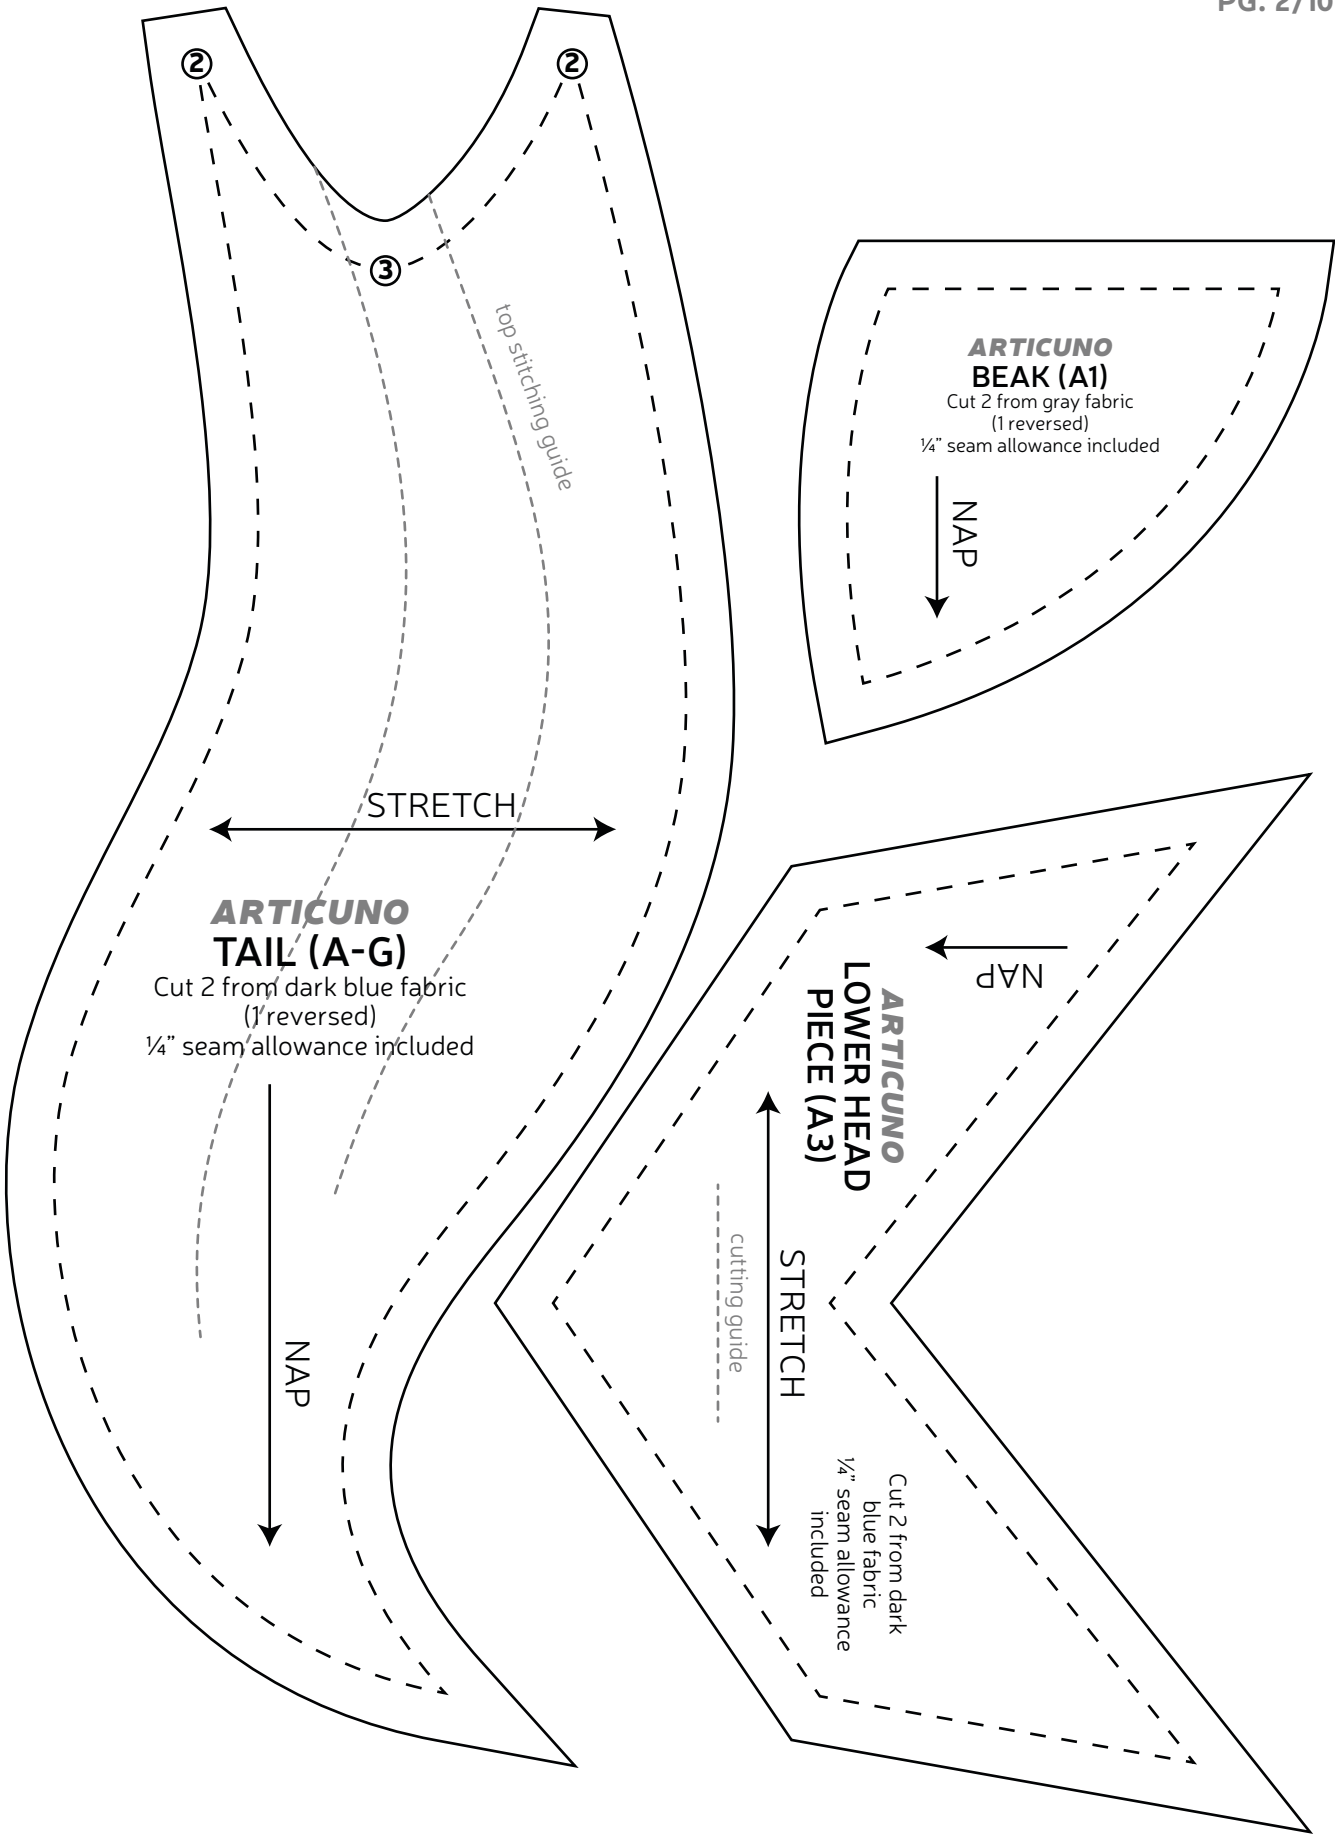 PG. 2/10
2
2
3
top stitching guide
STRETCH
ARTICUNO
TAIL (A-G)
Cut 2 from dark blue fabric
(1 reversed)
¼” seam allowance included
NAP
ARTICUNO
BEAK (A1)
Cut 2 from gray fabric
(1 reversed)
¼” seam allowance included
NAP
NAP
ARTICUNO
LOWER HEAD
PIECE (A3)
STRETCH
cutting guide
Cut 2 from dark
blue fabric
¼” seam allowance
included